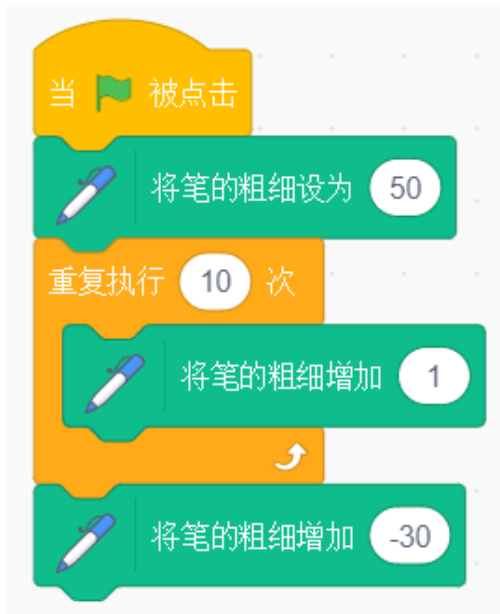 当 被点击
将笔的粗细设为 50
重复执行 10 次
将笔的粗细增加 1
将笔的粗细增加 -30